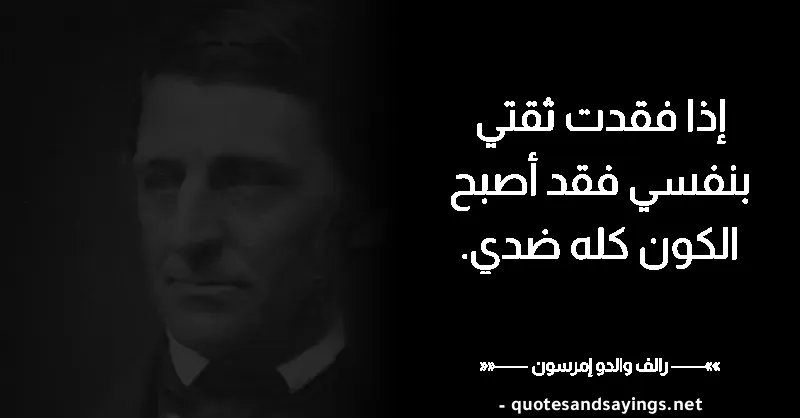 إذا فقدت ثقتي
بنفسي فقد أصبح
الكون كله ضدي.
»»——— رالف والدو إمرسون ———««
- quotesandsayings.net